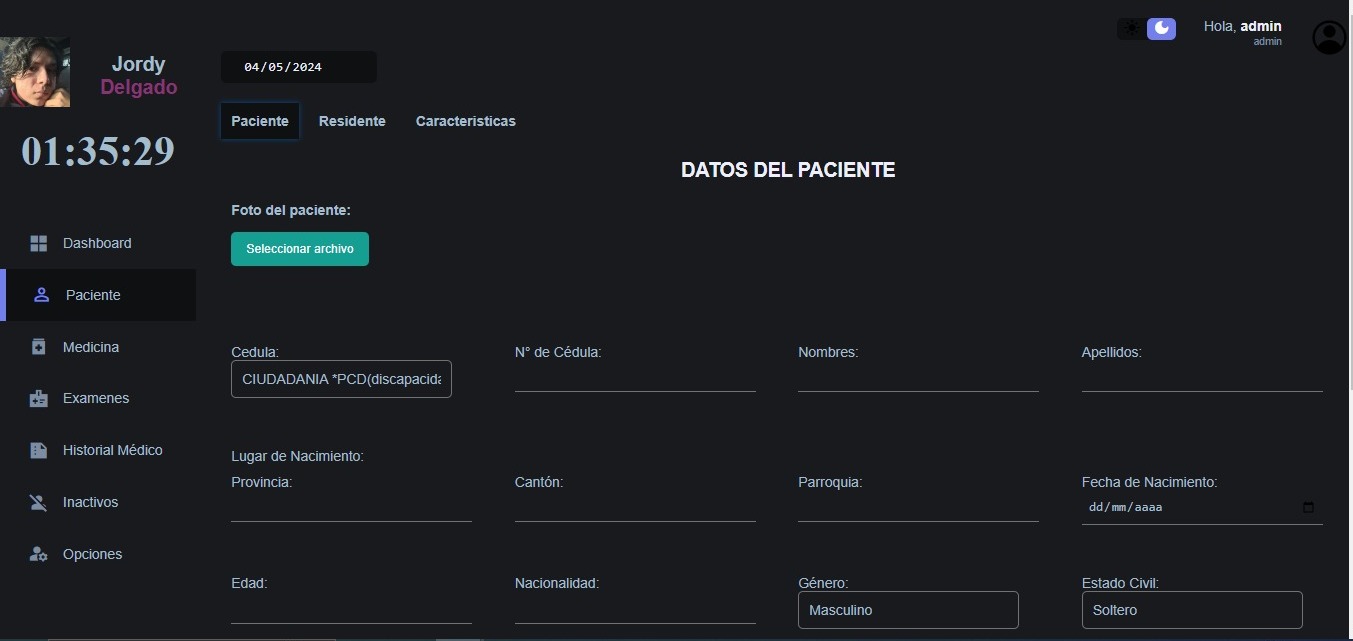 Hola, admin
admin
Jordy
Delgado
01:35:29
Dashboard
Paciente
Medicina
Examenes
Historial Médico
Inactivos
Opciones
04/05/2024
Paciente Residente Caracteristicas
DATOS DEL PACIENTE
Foto del paciente:
Seleccionar archivo
Cedula: N° de Cédula: Nombres: Apellidos:
CIUDADANIA *PCD(discapacida
Lugar de Nacimiento:
Provincia: Cantón: Parroquia: Fecha de Nacimiento:
dd/mm/aaaa
Edad: Nacionalidad: Género: Estado Civil:
Masculino Soltero